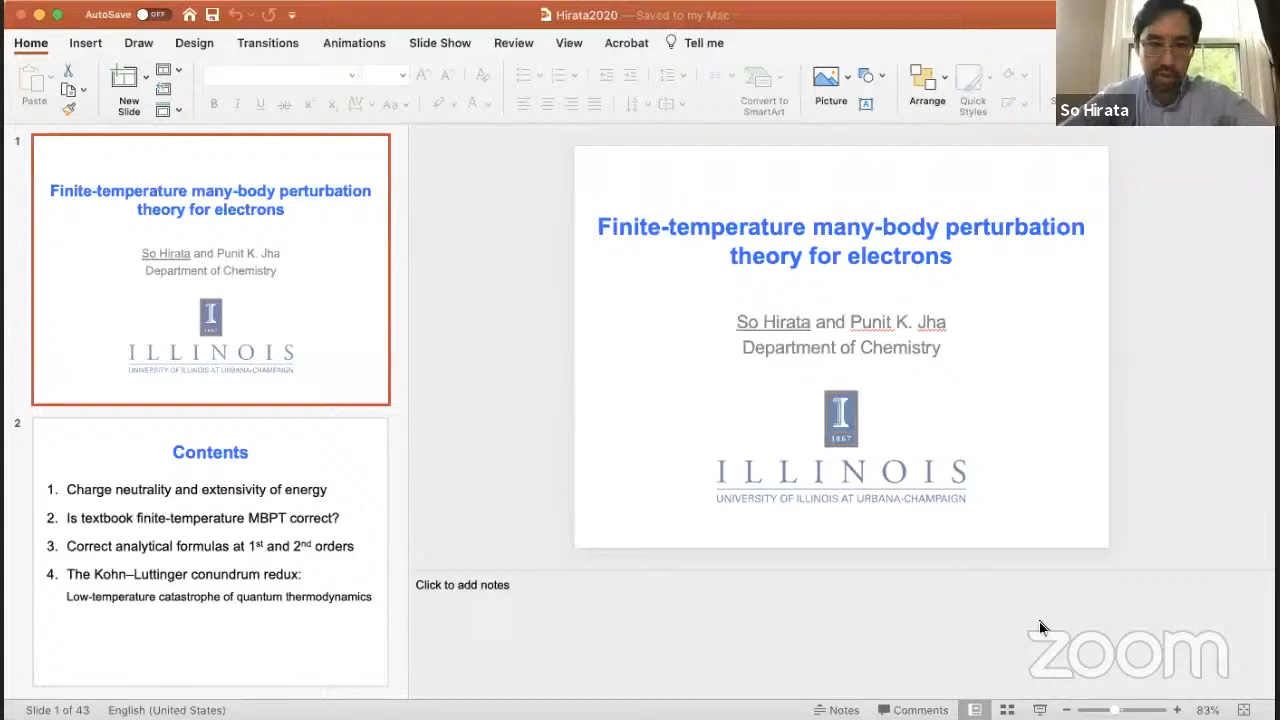 AutoSave OFF
Hirata2020 — Saved to my Mac
Home Insert Draw Design Transitions Animations Slide Show Review View Acrobat Tell me
Paste
New
Slide
Convert to
SmartArt
Picture
Arrange
Quick
Styles
So Hirata
1
Finite-temperature many-body perturbation
theory for electrons
So Hirata and Punit K. Jha
Department of Chemistry
I
1867
ILLINOIS
UNIVERSITY OF ILLINOIS AT URBANA-CHAMPAIGN
2
Contents
1. Charge neutrality and extensivity of energy
2. Is textbook finite-temperature MBPT correct?
3. Correct analytical formulas at 1st and 2nd orders
4. The Kohn–Luttinger conundrum redux:
Low-temperature catastrophe of quantum thermodynamics
Finite-temperature many-body perturbation
theory for electrons
So Hirata and Punit K. Jha
Department of Chemistry
I
1867
ILLINOIS
UNIVERSITY OF ILLINOIS AT URBANA-CHAMPAIGN
Click to add notes
zoom
Slide 1 of 43 English (United States) Notes Comments 83%